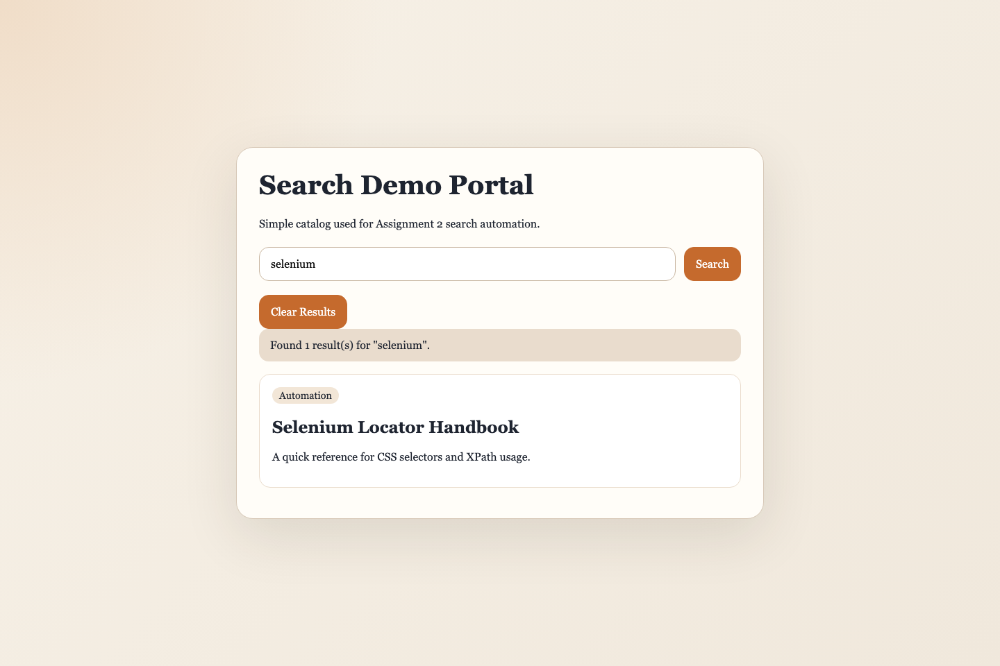 Search Demo Portal
Simple catalog used for Assignment 2 search automation.
selenium
Search
Clear Results
Found 1 result(s) for "selenium".
Automation
Selenium Locator Handbook
A quick reference for CSS selectors and XPath usage.